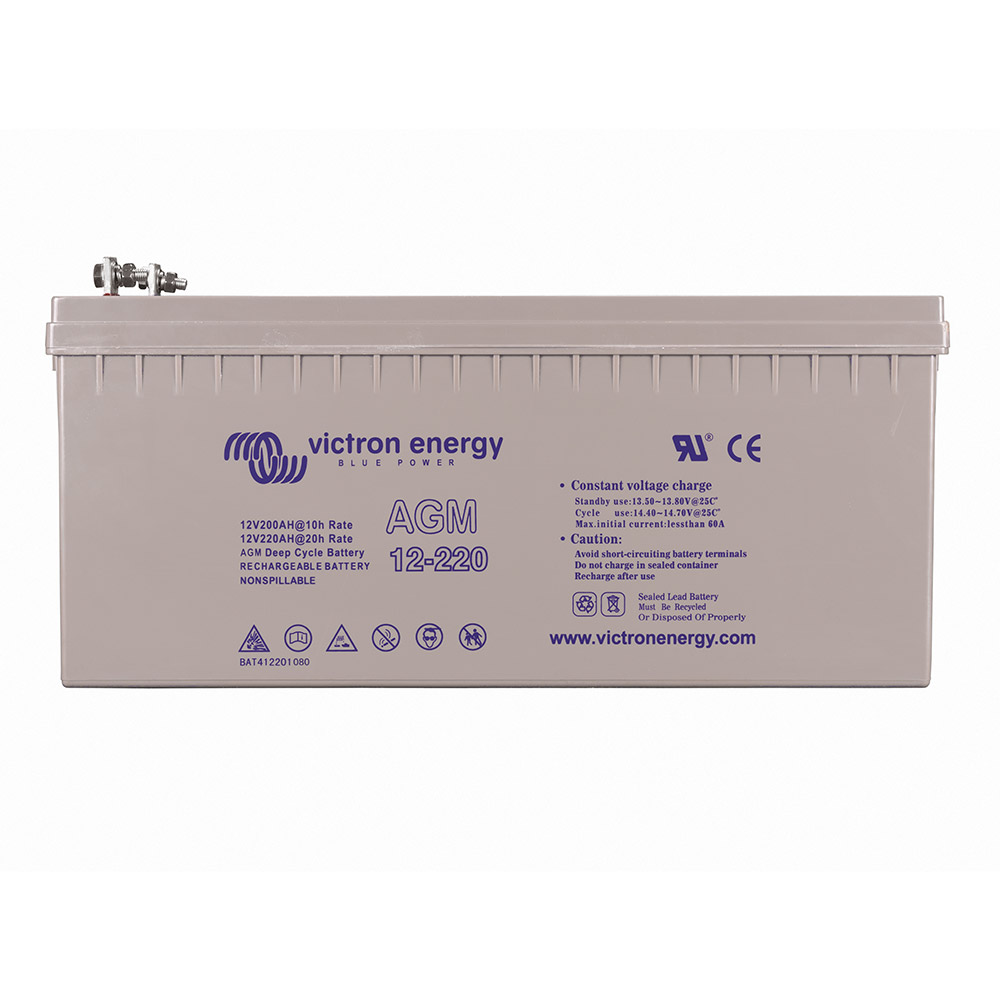 victron energy
BLUE POWER
AGM
12-220
12V200AH@10h Rate
12V220AH@20h Rate
AGM Deep Cycle Battery
RECHARGEABLE BATTERY
NONSPILLABLE
BAT412201080
RU® CE
• Constant voltage charge
Standby use:13.50~13.80V@25C°
Cycle use:14.40~14.70V@25C°
Max.initial current:lessthan 60A
• Caution:
Avoid short-circuiting battery terminals
Do not charge in sealed container
Recharge after use
Sealed Lead Battery
Must Be Recycled
Or Disposed Of Properly
www.victronenergy.com